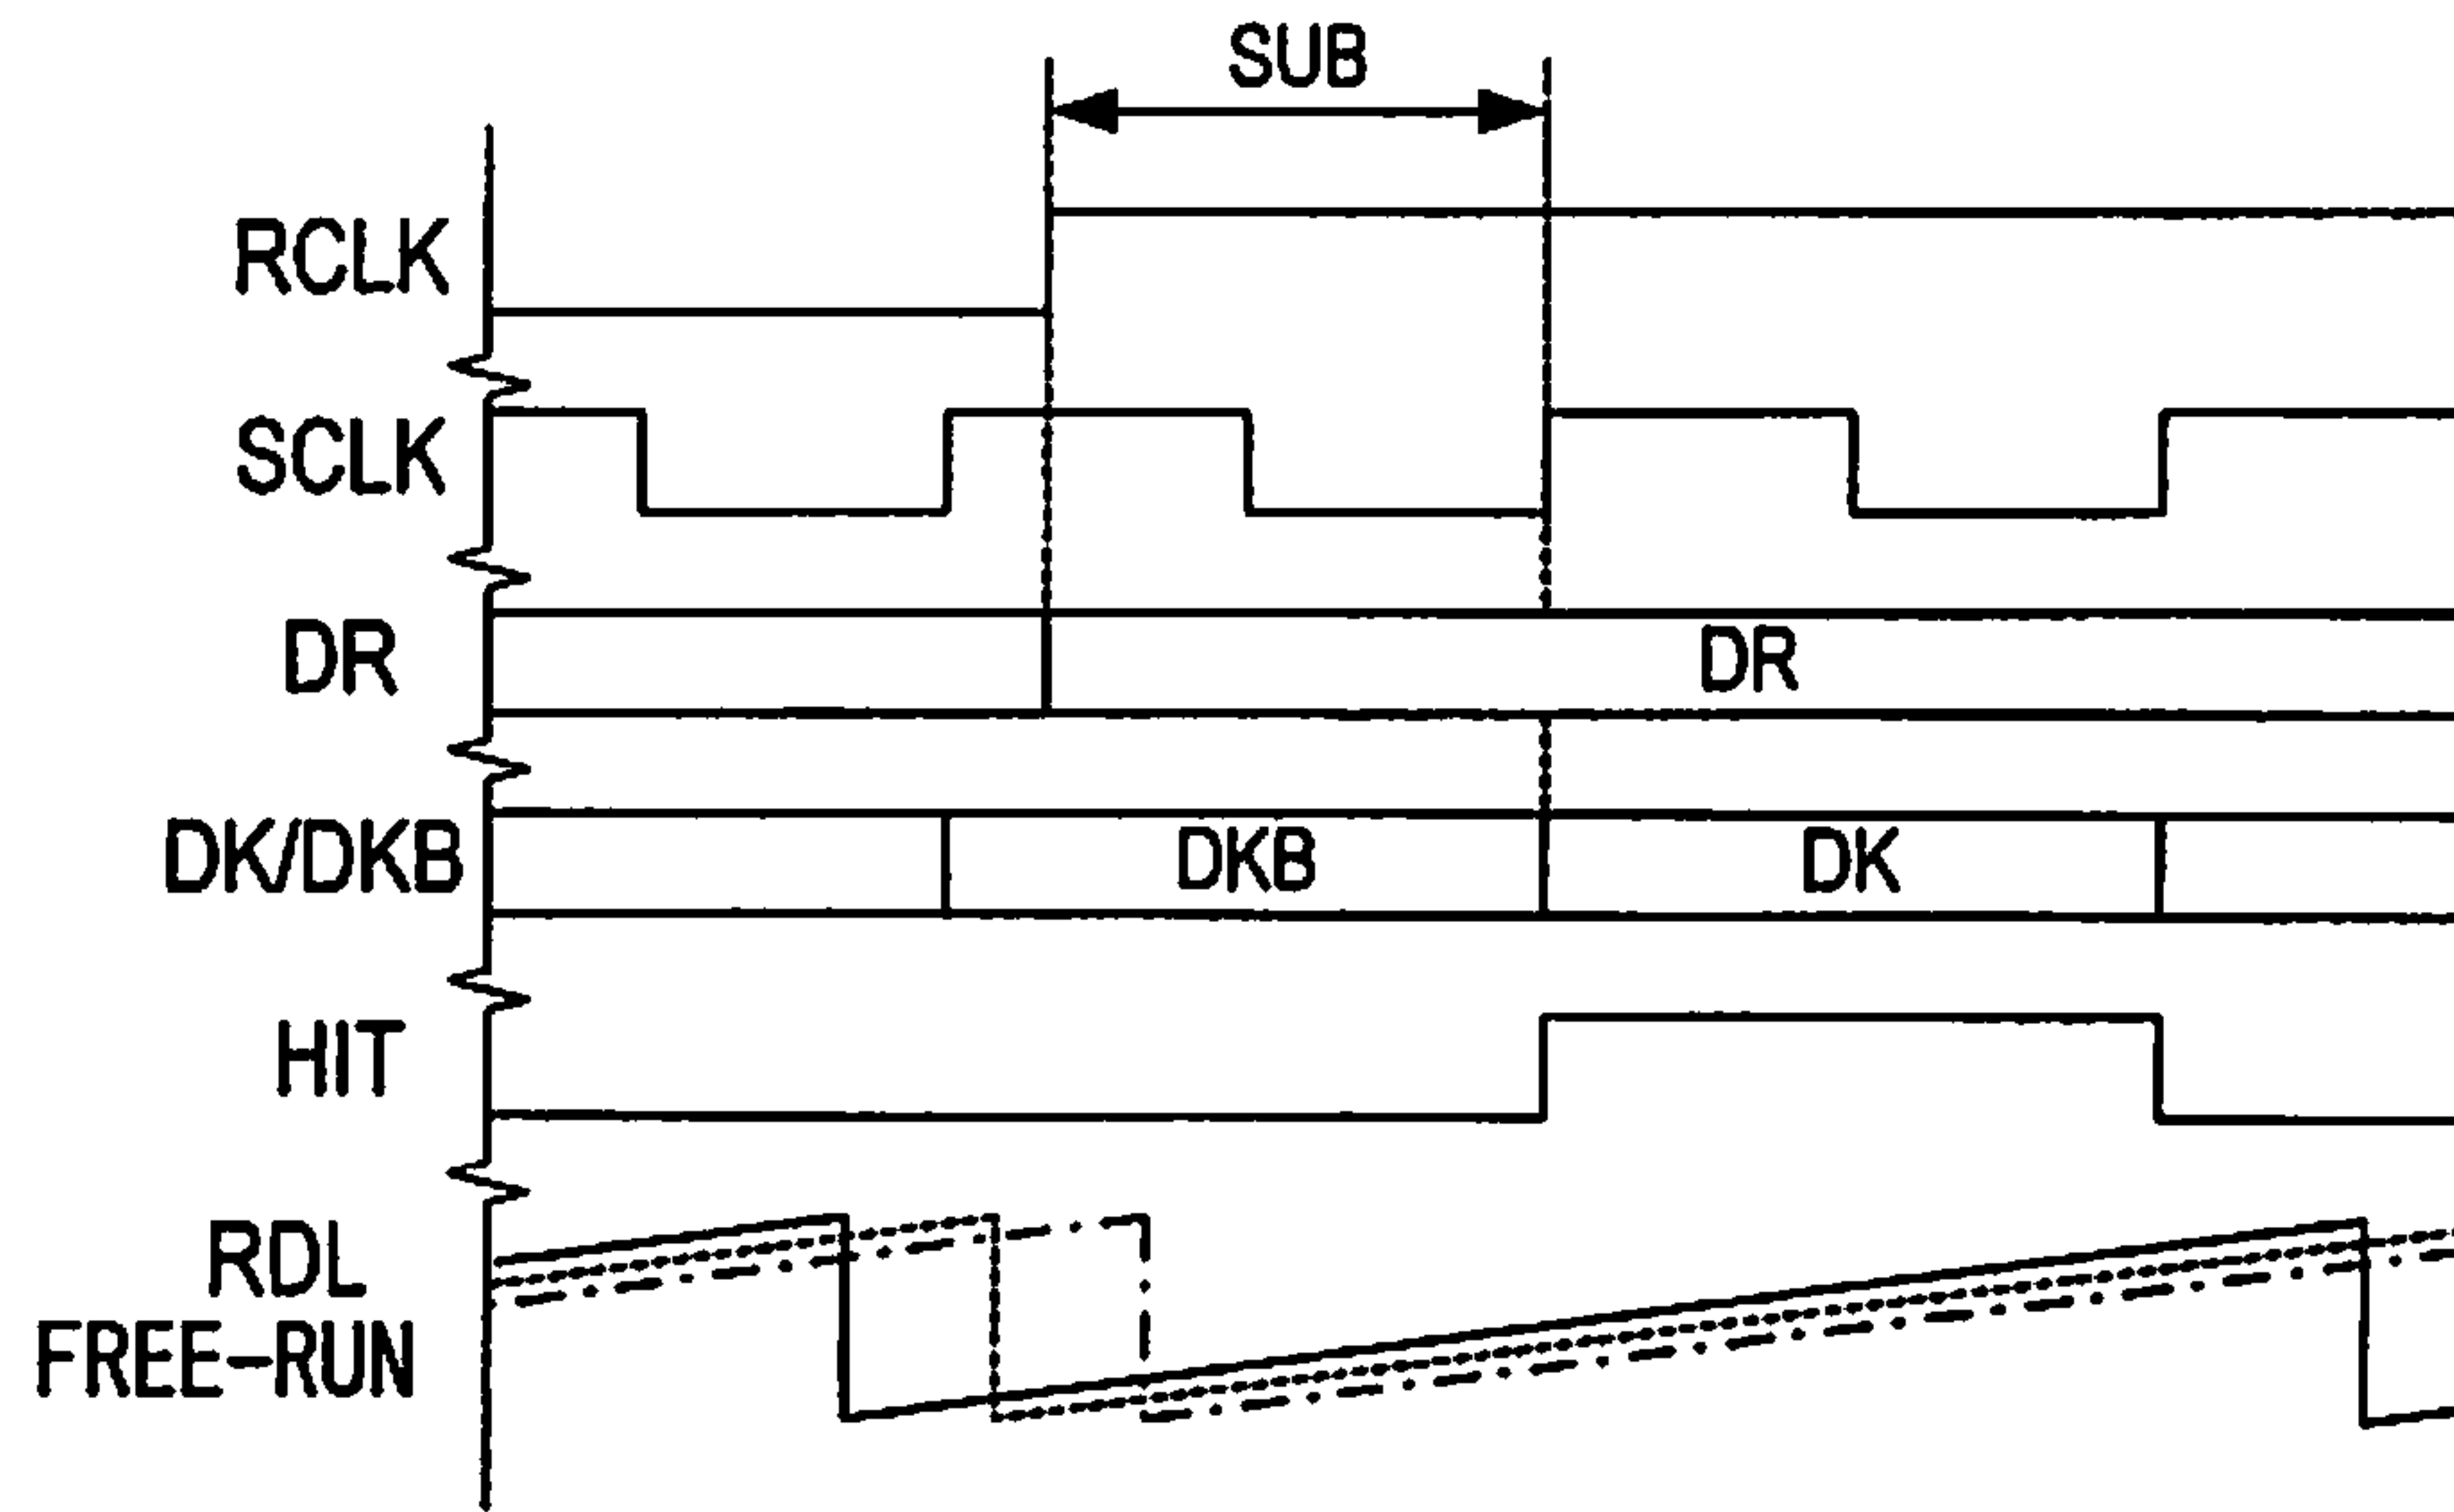 SUB
RCLK
SCLK
DR
DR
DK/DKB
DKB
DK
HIT
RDL
FREE-RUN